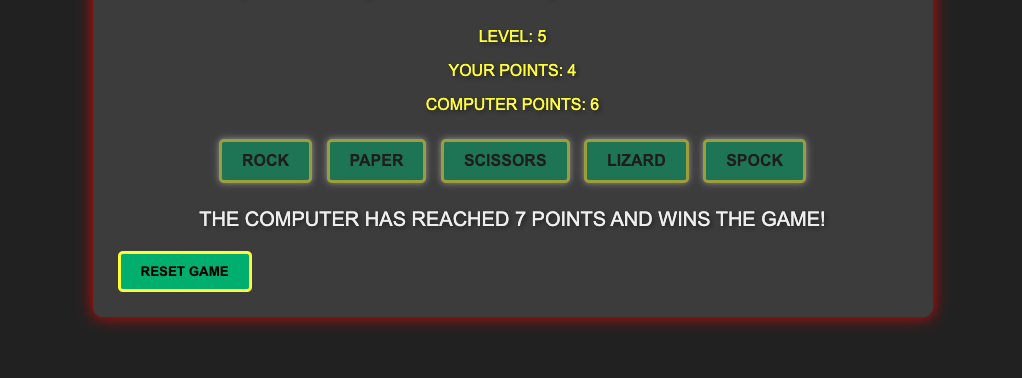 LEVEL: 5
YOUR POINTS: 4
COMPUTER POINTS: 6
ROCK PAPER SCISSORS LIZARD SPOCK
THE COMPUTER HAS REACHED 7 POINTS AND WINS THE GAME!
RESET GAME